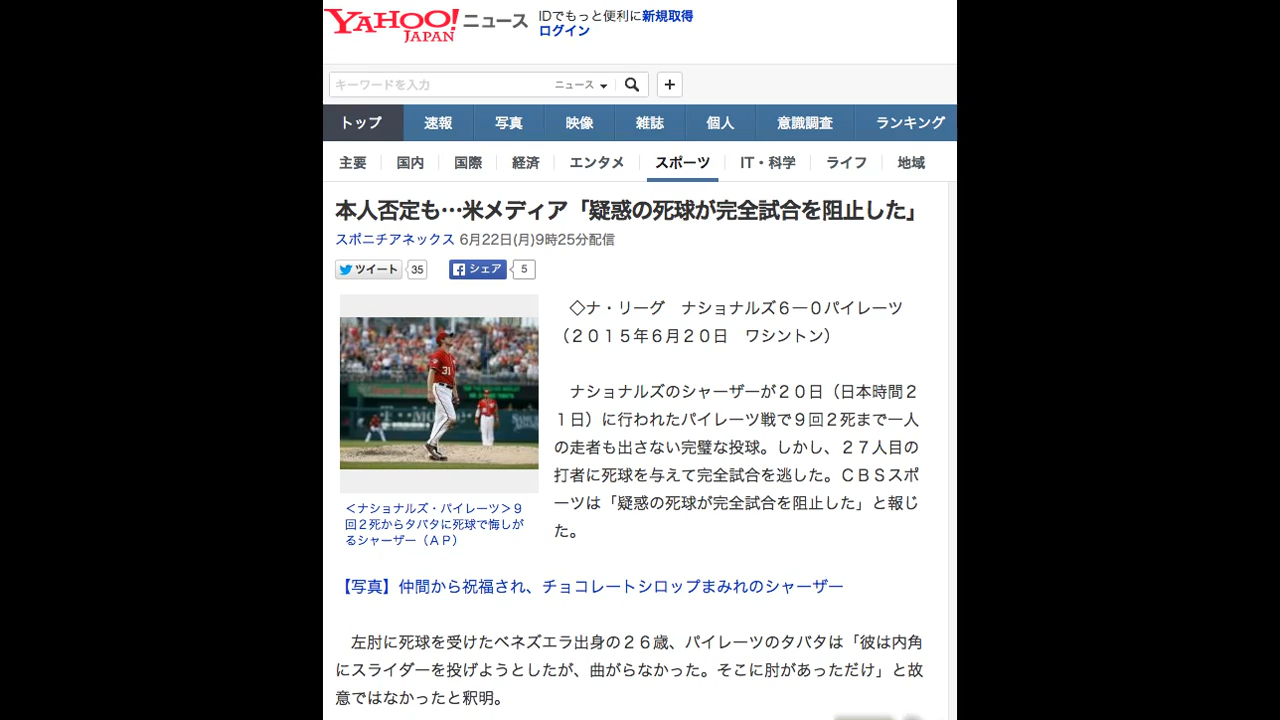 YAHOO! JAPAN ニュース
IDでもっと便利に新規取得
ログイン
キーワードを入力
ニュース
+
トップ 速報 写真 映像 雑誌 個人 意識調査 ランキング
主要 国内 国際 経済 エンタメ スポーツ IT・科学 ライフ 地域
本人否定も…米メディア「疑惑の死球が完全試合を阻止した」
スポニチアネックス 6月22日(月)9時25分配信
ツイート 35 シェア 5
◇ナ・リーグ　ナショナルズ６―０パイレーツ
（２０１５年６月２０日　ワシントン）
ナショナルズのシャーザーが２０日（日本時間２
１日）に行われたパイレーツ戦で９回２死まで一人
の走者も出さない完璧な投球。しかし、２７人目の
打者に死球を与えて完全試合を逃した。ＣＢＳスポ
ーツは「疑惑の死球が完全試合を阻止した」と報じ
た。
31
＜ナショナルズ・パイレーツ＞９
回２死からタバタに死球で悔しが
るシャーザー（ＡＰ）
【写真】仲間から祝福され、チョコレートシロップまみれのシャーザー
左肘に死球を受けたベネズエラ出身の２６歳、パイレーツのタバタは「彼は内角
にスライダーを投げようとしたが、曲がらなかった。そこに肘があっただけ」と故
意ではなかったと釈明。